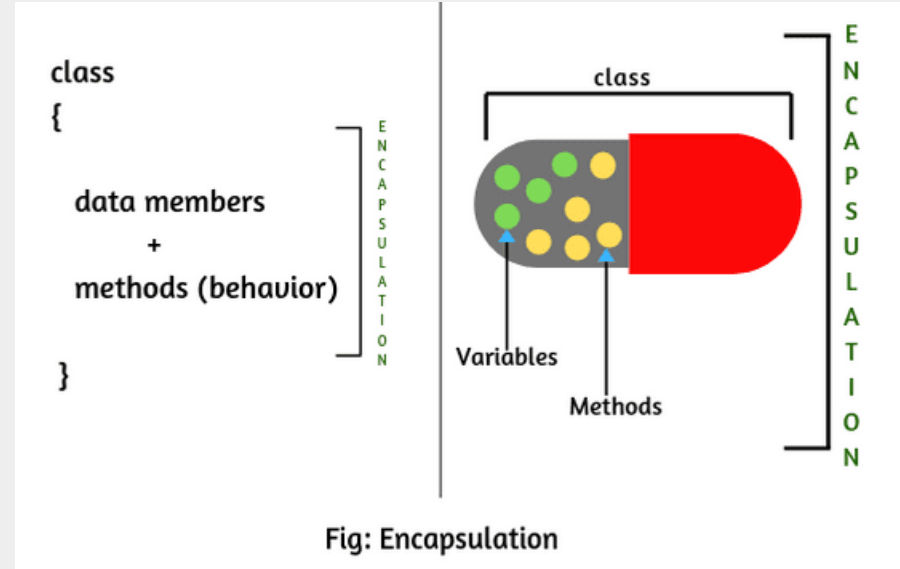 class
{
data members
+
methods (behavior)
}
ENCAPSULATION
class
Variables
Methods
ENCAPSULATION
Fig: Encapsulation